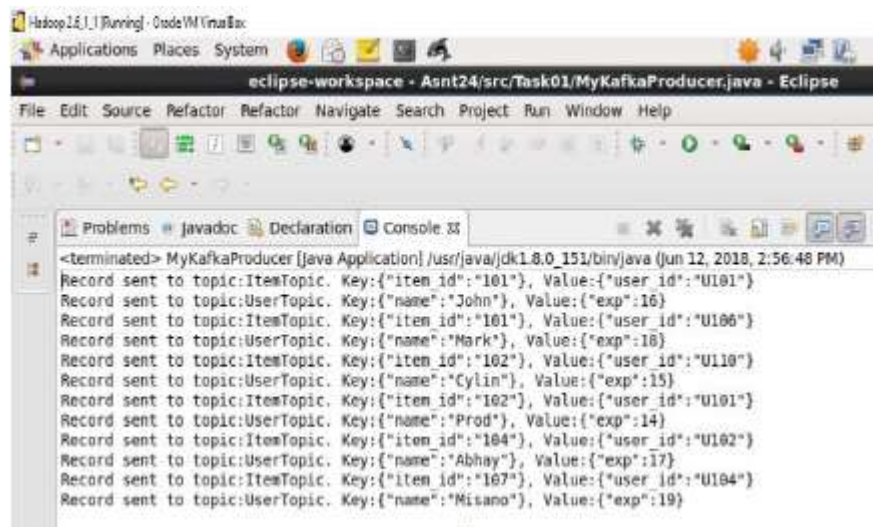 Hadoop2.6_1_1 [Running] - Oracle VM VirtualBox
Applications Places System
eclipse-workspace - Asnt24/src/Task01/MyKafkaProducer.java - Eclipse
File Edit Source Refactor Refactor Navigate Search Project Run Window Help
Problems Javadoc Declaration Console
<terminated> MyKafkaProducer [Java Application] /usr/java/jdk1.8.0_151/bin/java (Jun 12, 2018, 2:56:48 PM)
Record sent to topic:ItemTopic. Key:{"item_id":"101"}, Value:{"user_id":"U101"}
Record sent to topic:UserTopic. Key:{"name":"John"}, Value:{"exp":16}
Record sent to topic:ItemTopic. Key:{"item_id":"101"}, Value:{"user_id":"U106"}
Record sent to topic:UserTopic. Key:{"name":"Mark"}, Value:{"exp":18}
Record sent to topic:ItemTopic. Key:{"item_id":"102"}, Value:{"user_id":"U110"}
Record sent to topic:UserTopic. Key:{"name":"Cylin"}, Value:{"exp":15}
Record sent to topic:ItemTopic. Key:{"item_id":"102"}, Value:{"user_id":"U101"}
Record sent to topic:UserTopic. Key:{"name":"Prod"}, Value:{"exp":14}
Record sent to topic:ItemTopic. Key:{"item_id":"104"}, Value:{"user_id":"U102"}
Record sent to topic:UserTopic. Key:{"name":"Abhay"}, Value:{"exp":17}
Record sent to topic:ItemTopic. Key:{"item_id":"107"}, Value:{"user_id":"U104"}
Record sent to topic:UserTopic. Key:{"name":"Misano"}, Value:{"exp":19}